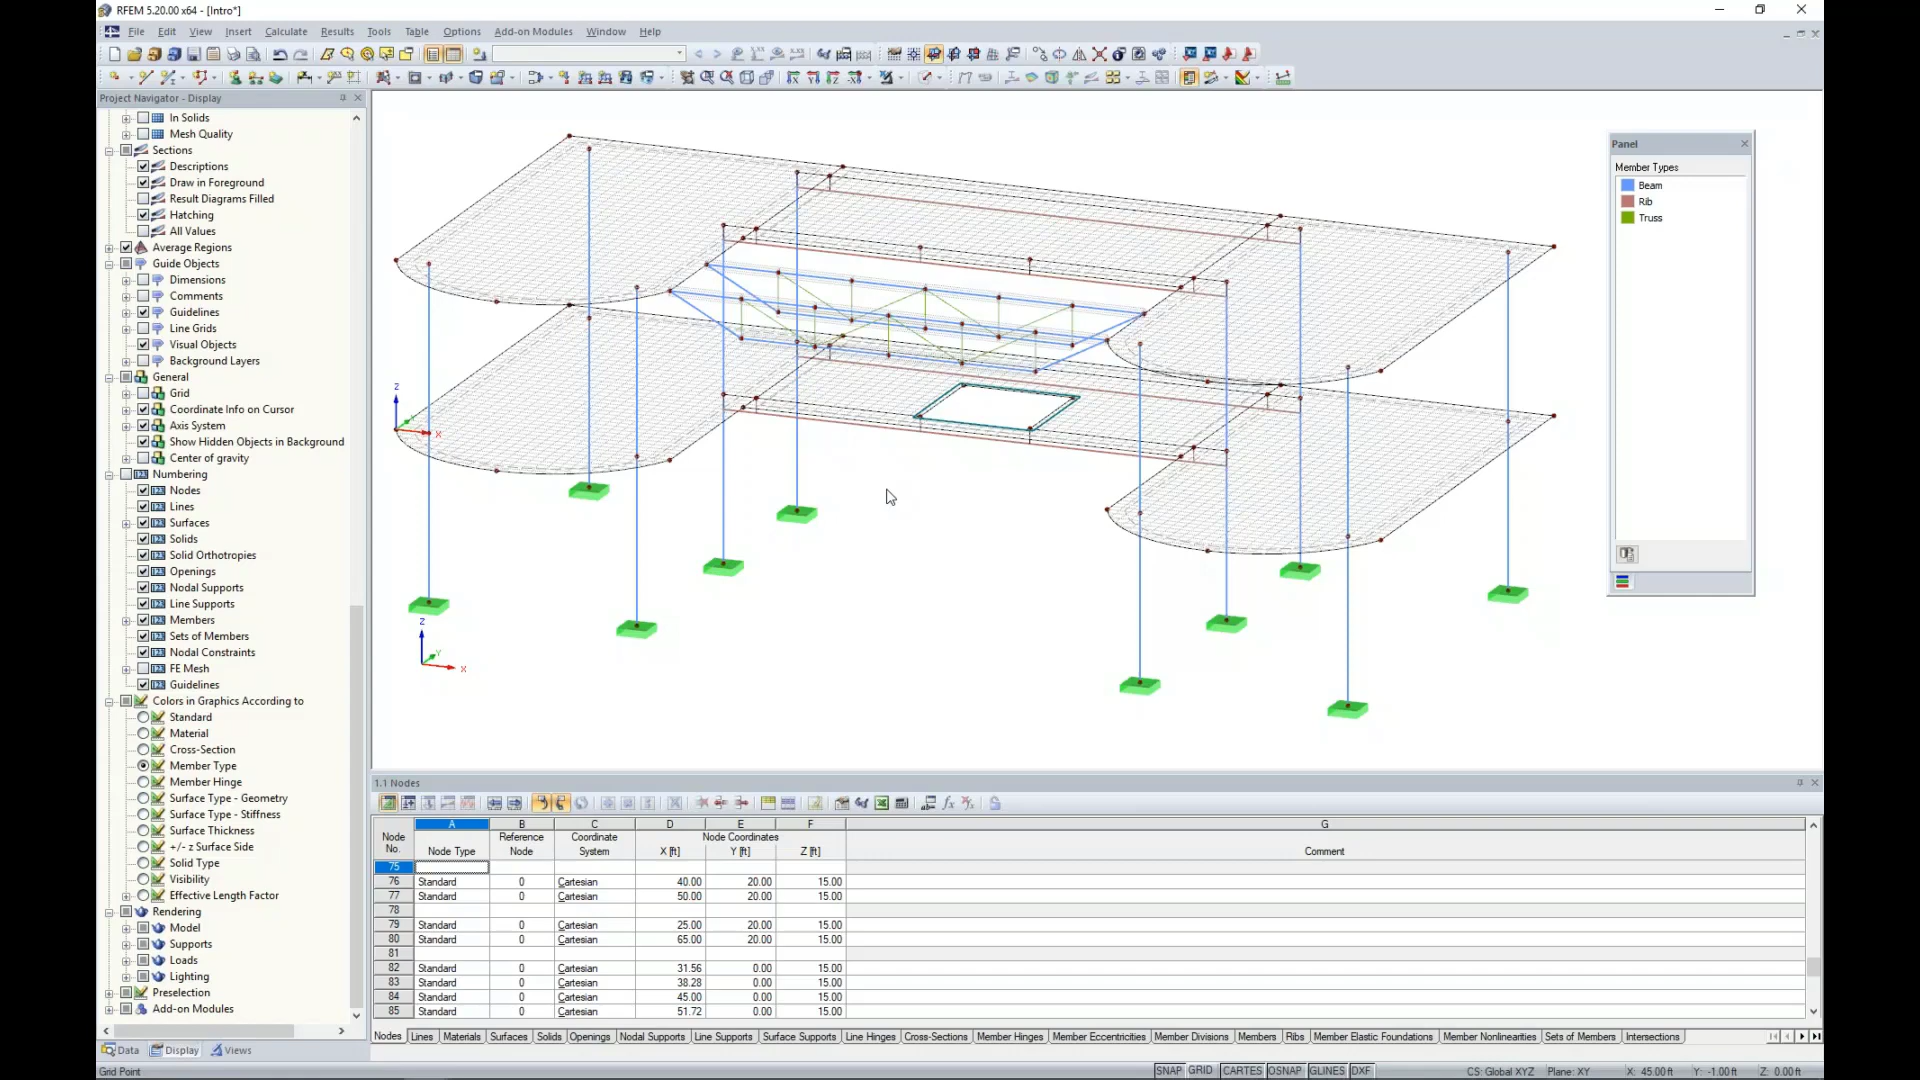 RFEM 5.20.00 x64 - [Intro*]
File Edit View Insert Calculate Results Tools Table Options Add-on Modules Window Help
Project Navigator - Display
In Solids
Mesh Quality
Sections
Descriptions
Draw in Foreground
Result Diagrams Filled
Hatching
All Values
Average Regions
Guide Objects
Dimensions
Comments
Guidelines
Line Grids
Visual Objects
Background Layers
General
Grid
Coordinate Info on Cursor
Axis System
Show Hidden Objects in Background
Center of gravity
Numbering
Nodes
Lines
Surfaces
Solids
Solid Orthotropies
Openings
Nodal Supports
Line Supports
Members
Sets of Members
Nodal Constraints
FE Mesh
Guidelines
Colors in Graphics According to
Standard
Material
Cross-Section
Member Type
Member Hinge
Surface Type - Geometry
Surface Type - Stiffness
Surface Thickness
+/- z Surface Side
Solid Type
Visibility
Effective Length Factor
Rendering
Model
Supports
Loads
Lighting
Preselection
Add-on Modules
Data Display Views
Z
X
Z
Y
X
Panel
Member Types
Beam
Rib
Truss
1.1 Nodes
A B C D E F G
Node Reference Coordinate Node Coordinates
No. Node Type Node System X [ft] Y [ft] Z [ft] Comment
75
76 Standard 0 Cartesian 40.00 20.00 15.00
77 Standard 0 Cartesian 50.00 20.00 15.00
78
79 Standard 0 Cartesian 25.00 20.00 15.00
80 Standard 0 Cartesian 65.00 20.00 15.00
81
82 Standard 0 Cartesian 31.56 0.00 15.00
83 Standard 0 Cartesian 38.28 0.00 15.00
84 Standard 0 Cartesian 45.00 0.00 15.00
85 Standard 0 Cartesian 51.72 0.00 15.00
Nodes Lines Materials Surfaces Solids Openings Nodal Supports Line Supports Surface Supports Line Hinges Cross-Sections Member Hinges Member Eccentricities Member Divisions Members Ribs Member Elastic Foundations Member Nonlinearities Sets of Members Intersections
Grid Point SNAP GRID CARTES OSNAP GLINES DXF CS: Global XYZ Plane: XY X: 45.00 ft Y: -1.00 ft Z: 0.00 ft